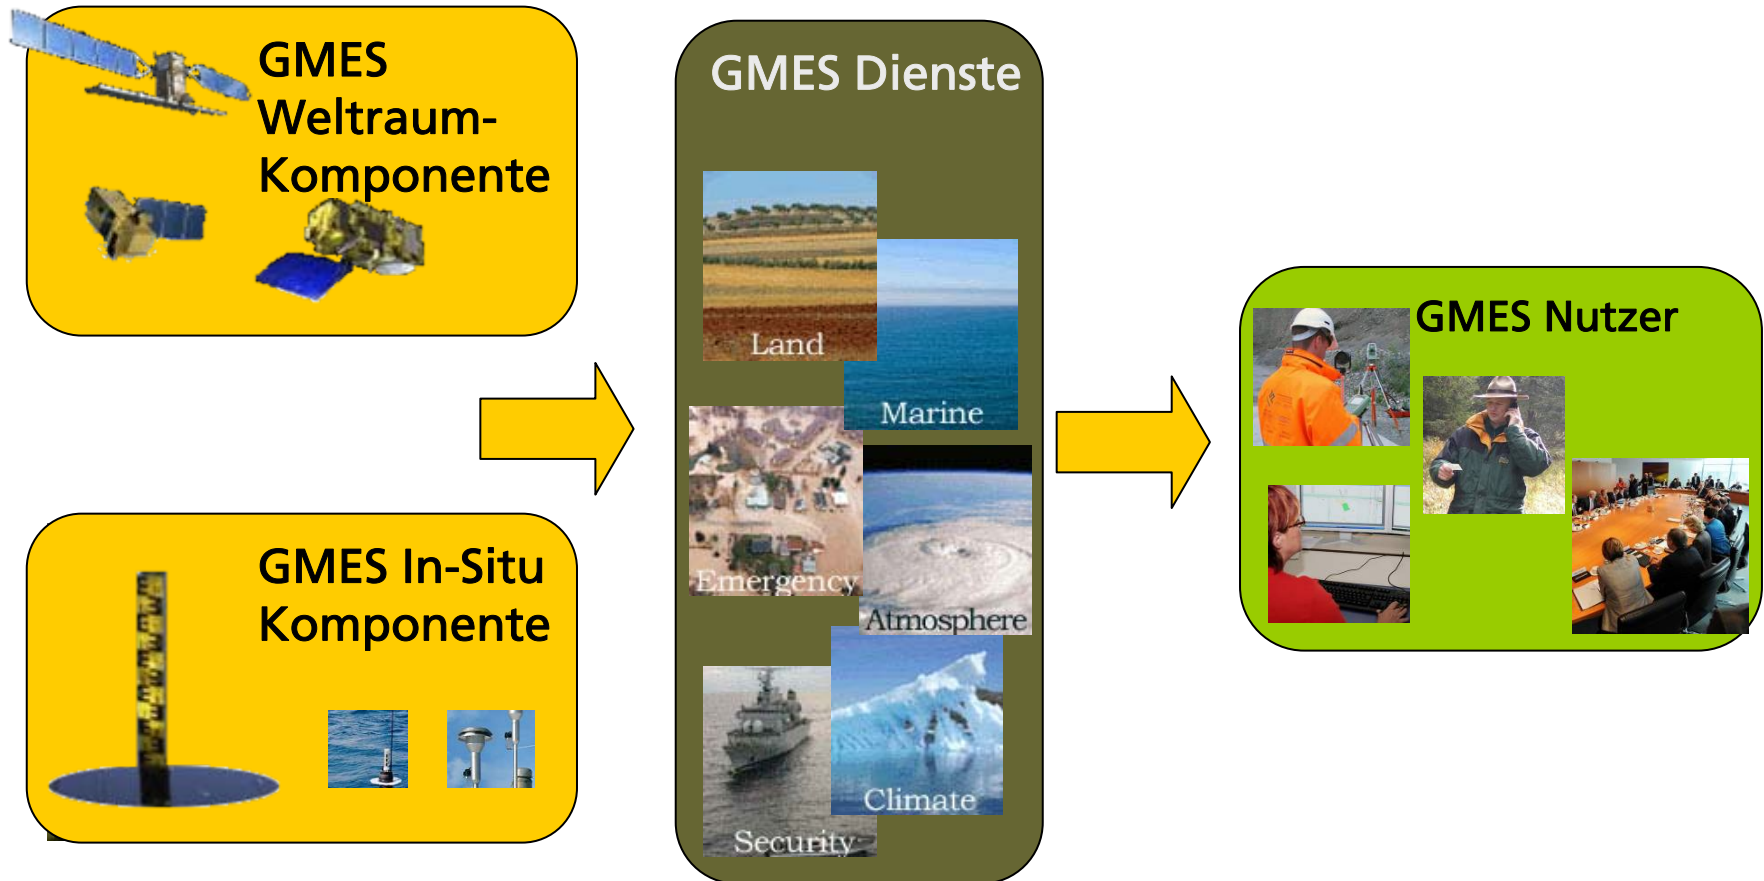 GMES
Weltraum-
Komponente
GMES In-Situ
Komponente
GMES Dienste
Land
Marine
Emergency
Atmosphere
Climate
Security
GMES Nutzer